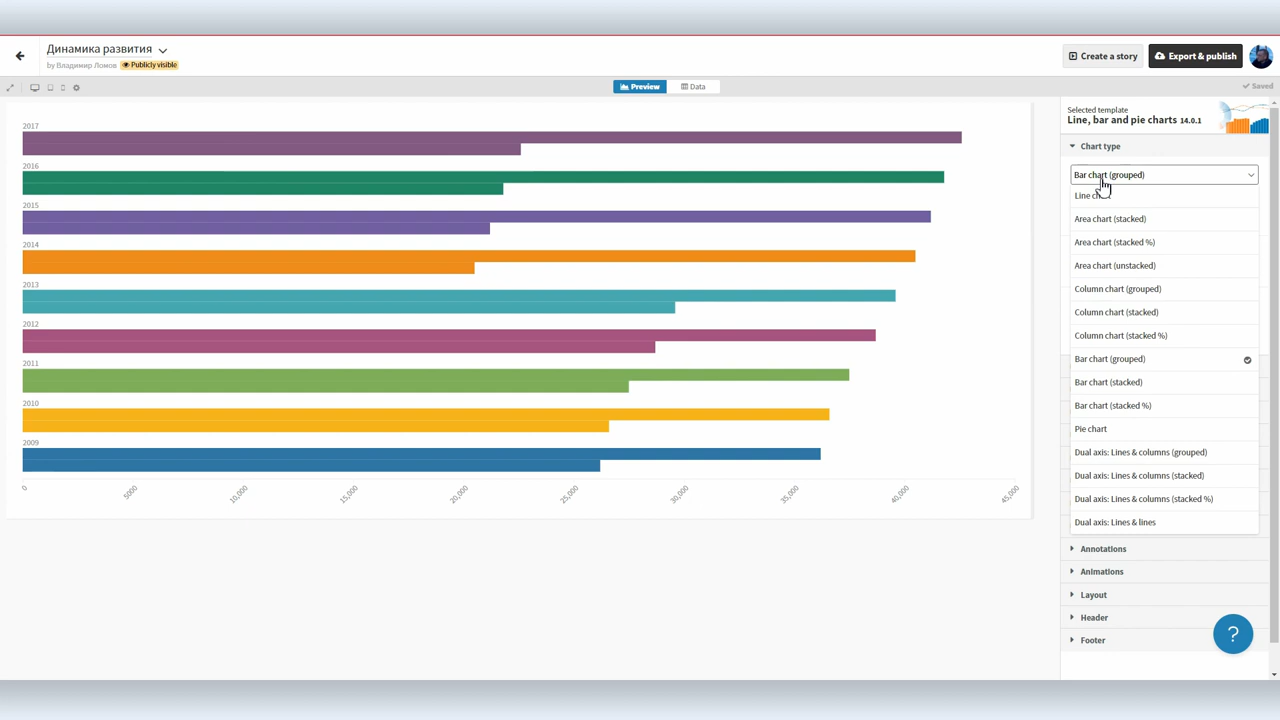 Динамика развития
by Владимир Ломов Publicly visible
Create a story
Export & publish
Preview
Data
Saved
2017
2016
2015
2014
2013
2012
2011
2010
2009
0
5000
10,000
15,000
20,000
25,000
30,000
35,000
40,000
45,000
Selected template
Line, bar and pie charts 14.0.1
Chart type
Bar chart (grouped)
Line
Area chart (stacked)
Area chart (stacked %)
Area chart (unstacked)
Column chart (grouped)
Column chart (stacked)
Column chart (stacked %)
Bar chart (grouped)
Bar chart (stacked)
Bar chart (stacked %)
Pie chart
Dual axis: Lines & columns (grouped)
Dual axis: Lines & columns (stacked)
Dual axis: Lines & columns (stacked %)
Dual axis: Lines & lines
Annotations
Animations
Layout
Header
Footer
?